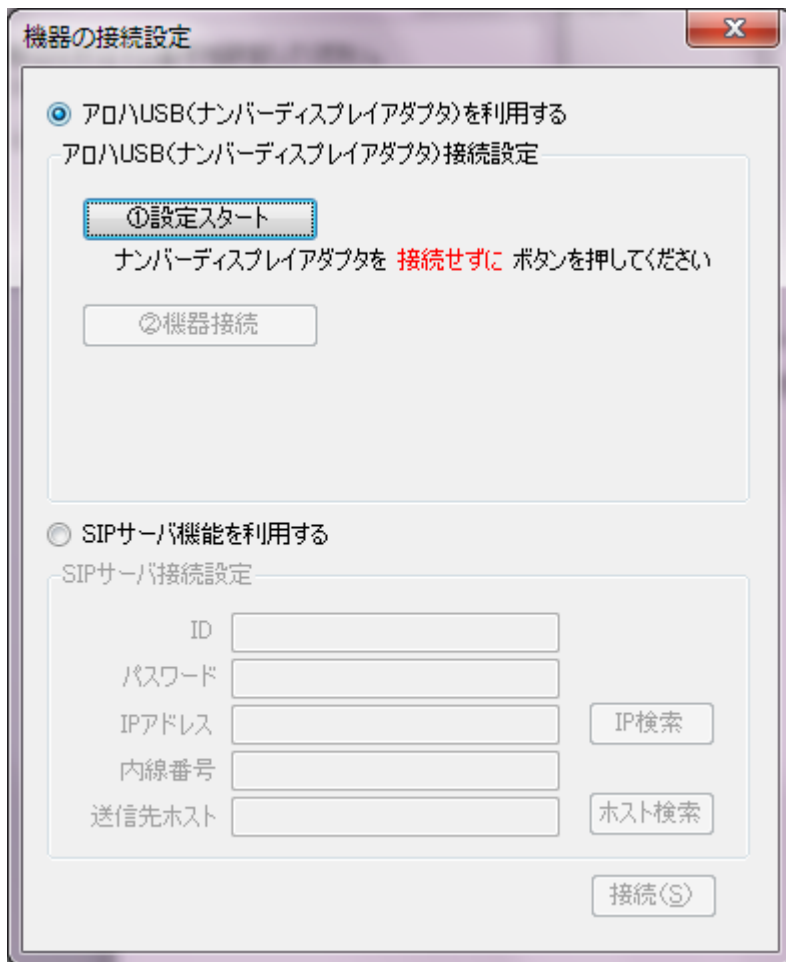 機器の接続設定
アロハUSB(ナンバーディスプレイアダプタ)を利用する
アロハUSB(ナンバーディスプレイアダプタ)接続設定
①設定スタート
ナンバーディスプレイアダプタを 接続せずに ボタンを押してください
②機器接続
SIPサーバ機能を利用する
SIPサーバ接続設定
ID
パスワード
IPアドレス IP検索
内線番号
送信先ホスト ホスト検索
接続(S)